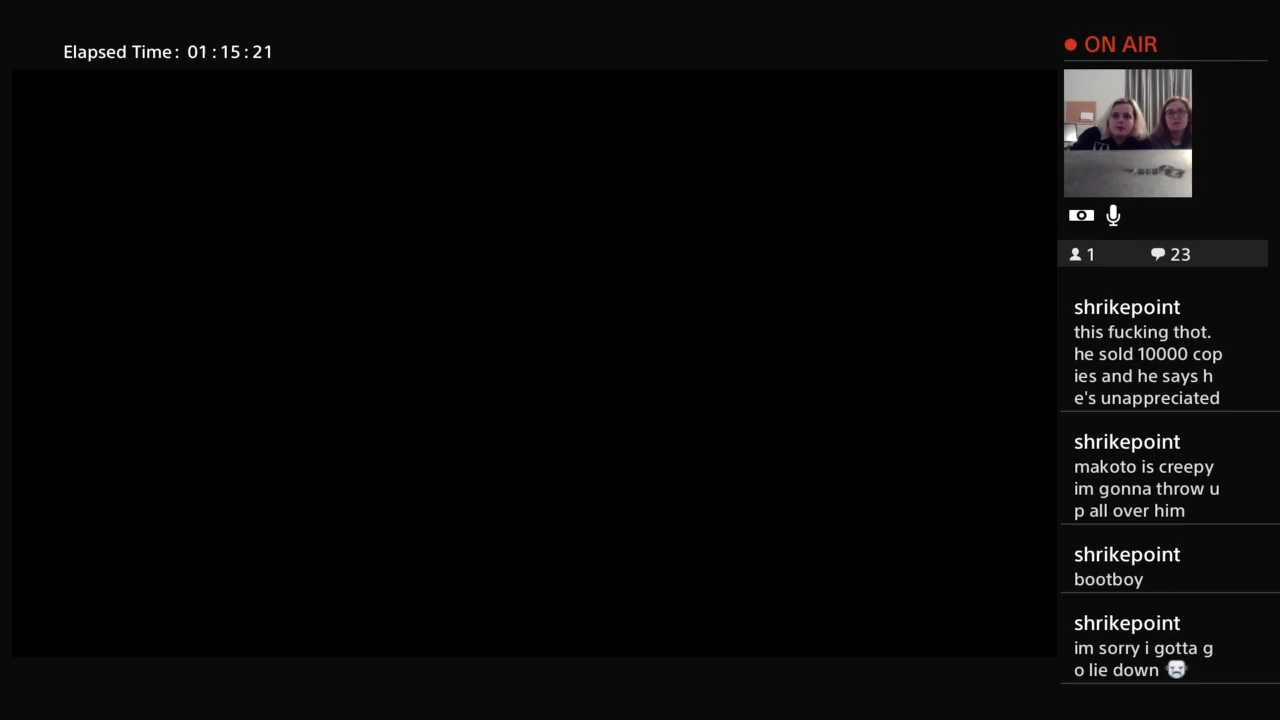 Elapsed Time: 01:15:21
ON AIR
1 23
shrikepoint
this fucking thot.
he sold 10000 cop
ies and he says h
e's unappreciated
shrikepoint
makoto is creepy
im gonna throw u
p all over him
shrikepoint
bootboy
shrikepoint
im sorry i gotta g
o lie down